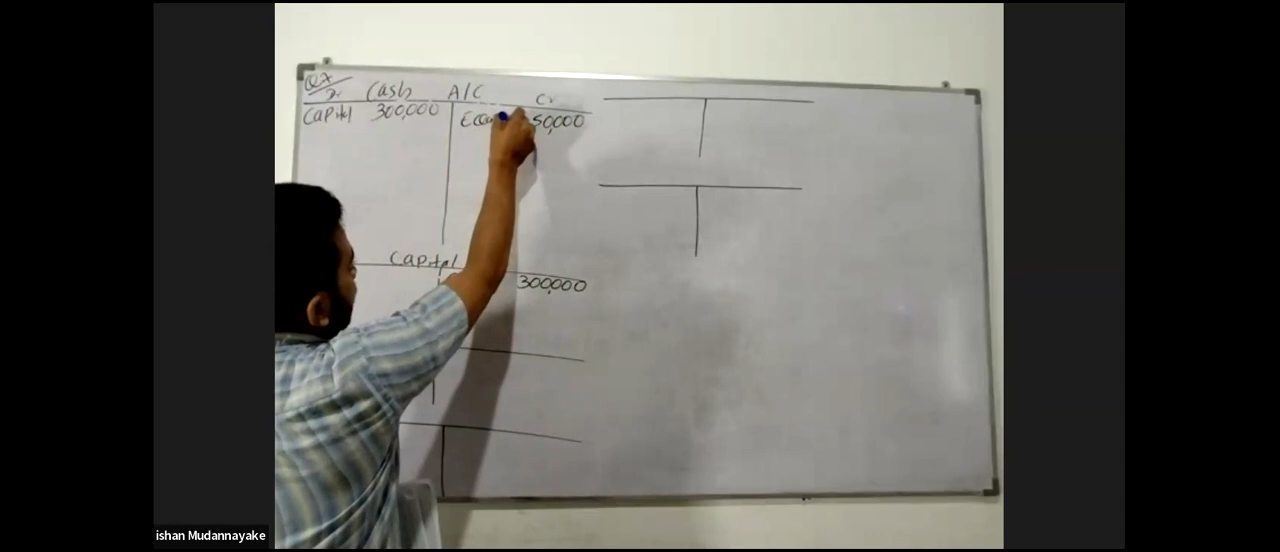 Cash A/C Cr
Capital 300,000 50,000
Capital
300,000
ishan Mudannayake